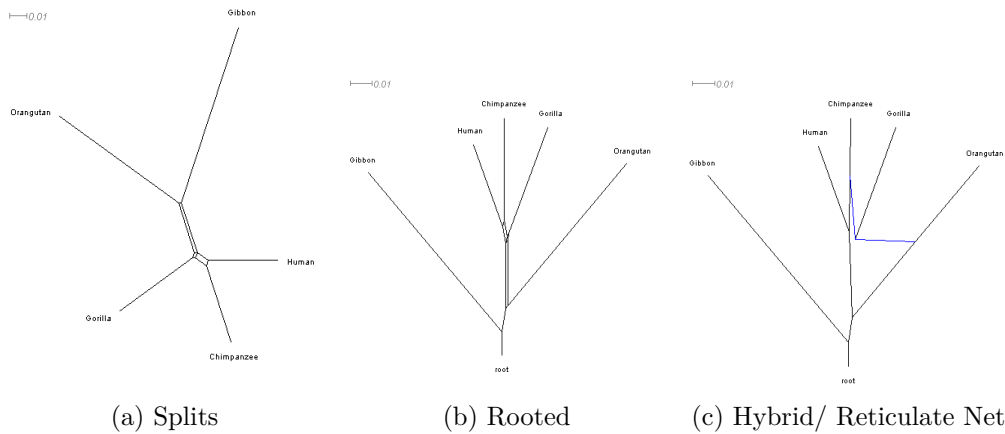 0.01
Gibbon
Orangutan
Human
Gorilla
Chimpanzee
(a) Splits
0.01
Chimpanzee
Gorilla
Human
Orangutan
Gibbon
root
(b) Rooted
0.01
Chimpanzee
Gorilla
Human
Orangutan
Gibbon
root
(c) Hybrid/ Reticulate Net